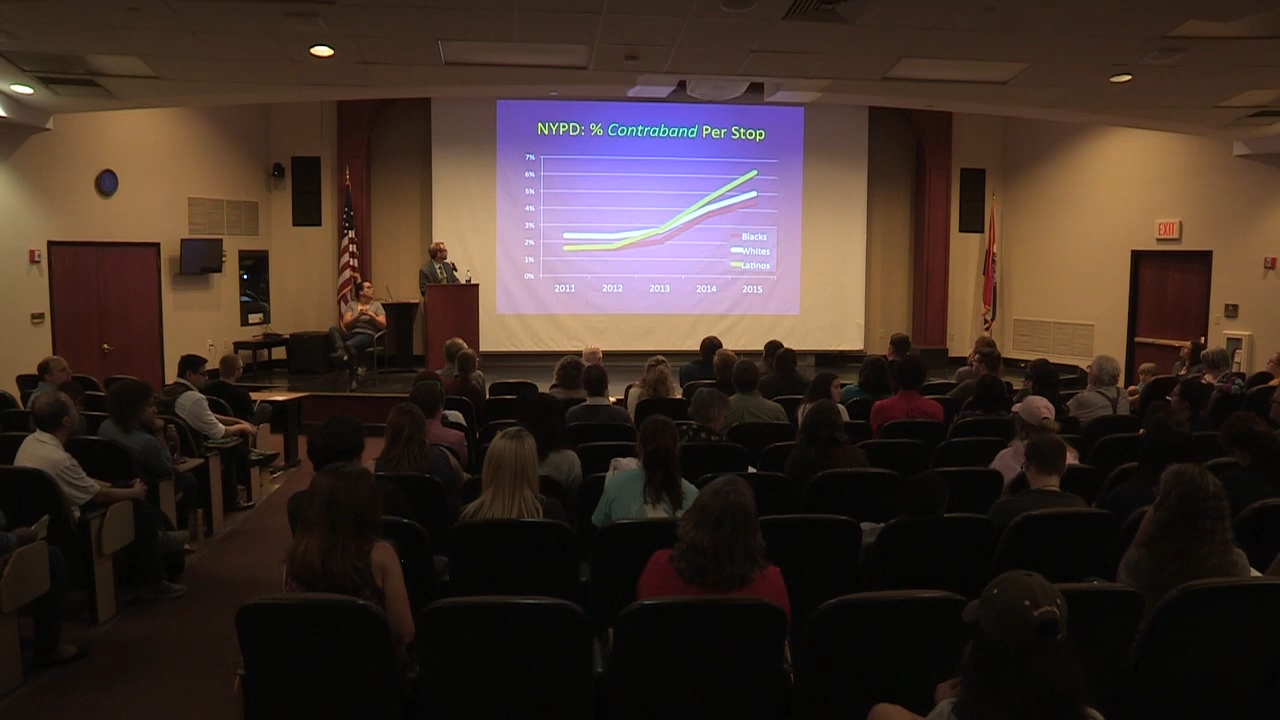 NYPD: % Contraband Per Stop
7%
6%
5%
4%
3%
2%
1%
0%
Blacks
Whites
Latinos
2011 2012 2013 2014 2015
EXIT